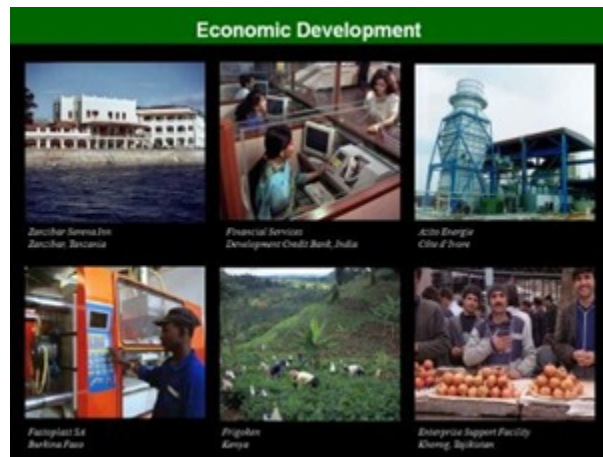 Economic Development
Zanzibar Serena Inn
Zanzibar, Tanzania
Financial Services
Development Credit Bank, India
Azito Energie
Côte d'Ivore
Fasoplast SA
Burkina Faso
Frigoken
Kenya
Enterprise Support Facility
Khorog, Tajikistan